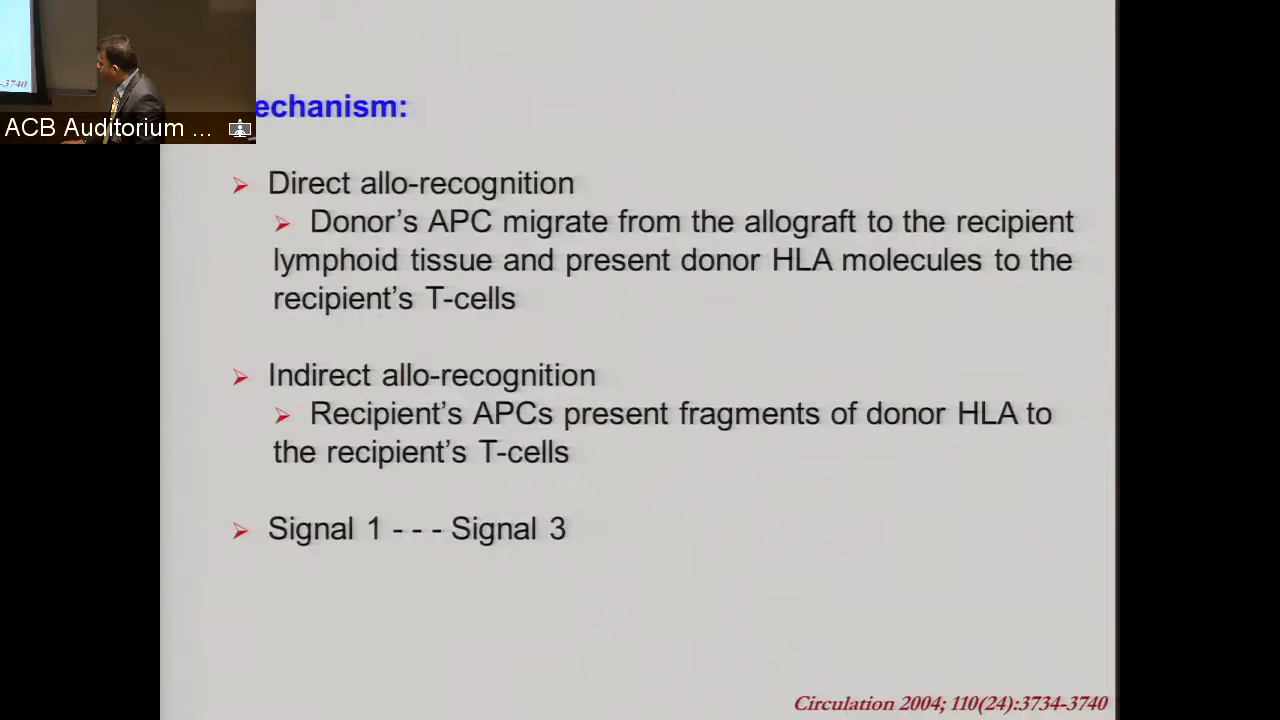 -3740
ACB Auditorium ...
echanism:
➢ Direct allo-recognition
➢ Donor’s APC migrate from the allograft to the recipient
lymphoid tissue and present donor HLA molecules to the
recipient’s T-cells
➢ Indirect allo-recognition
➢ Recipient’s APCs present fragments of donor HLA to
the recipient’s T-cells
➢ Signal 1 - - - Signal 3
Circulation 2004; 110(24):3734-3740